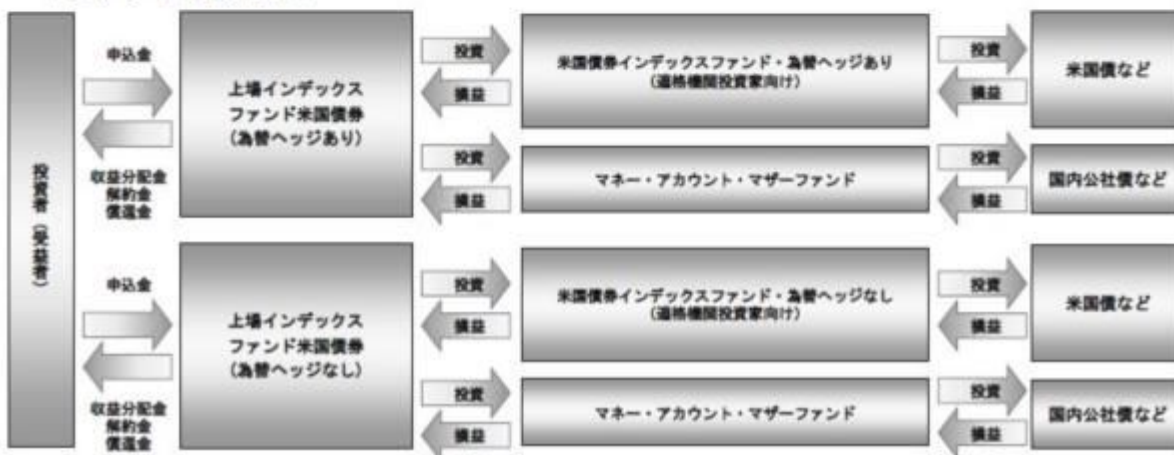 投資者（受益者）
申込金
収益分配金
解約金
償還金
上場インデックス
ファンド米国債券
(為替ヘッジあり)
投資
損益
米国債券インデックスファンド・為替ヘッジあり
(適格機関投資家向け)
投資
損益
米国債など
投資
損益
マネー・アカウント・マザーファンド
投資
損益
国内公社債など
申込金
収益分配金
解約金
償還金
上場インデックス
ファンド米国債券
(為替ヘッジなし)
投資
損益
米国債券インデックスファンド・為替ヘッジなし
(適格機関投資家向け)
投資
損益
米国債など
投資
損益
マネー・アカウント・マザーファンド
投資
損益
国内公社債など